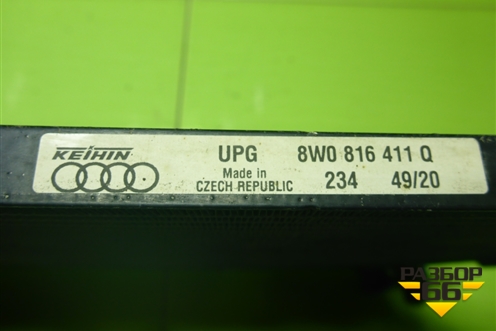 KEIHIN UPG 8W0 816 411 Q
Made in
CZECH REPUBLIC 234 49/20
РАЗБОР
66